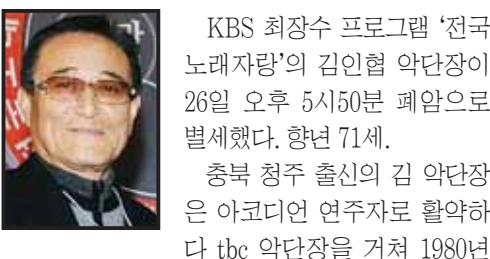 KBS 최장수 프로그램 ‘전국
노래자랑’의 김인협 악단장이
26일 오후 5시50분 폐암으로
별세했다. 향년 71세.
충북 청주 출신의 김 악단장
은 아코디언 연주자로 활약하
다 tbc 악단장을 거쳐 1980년